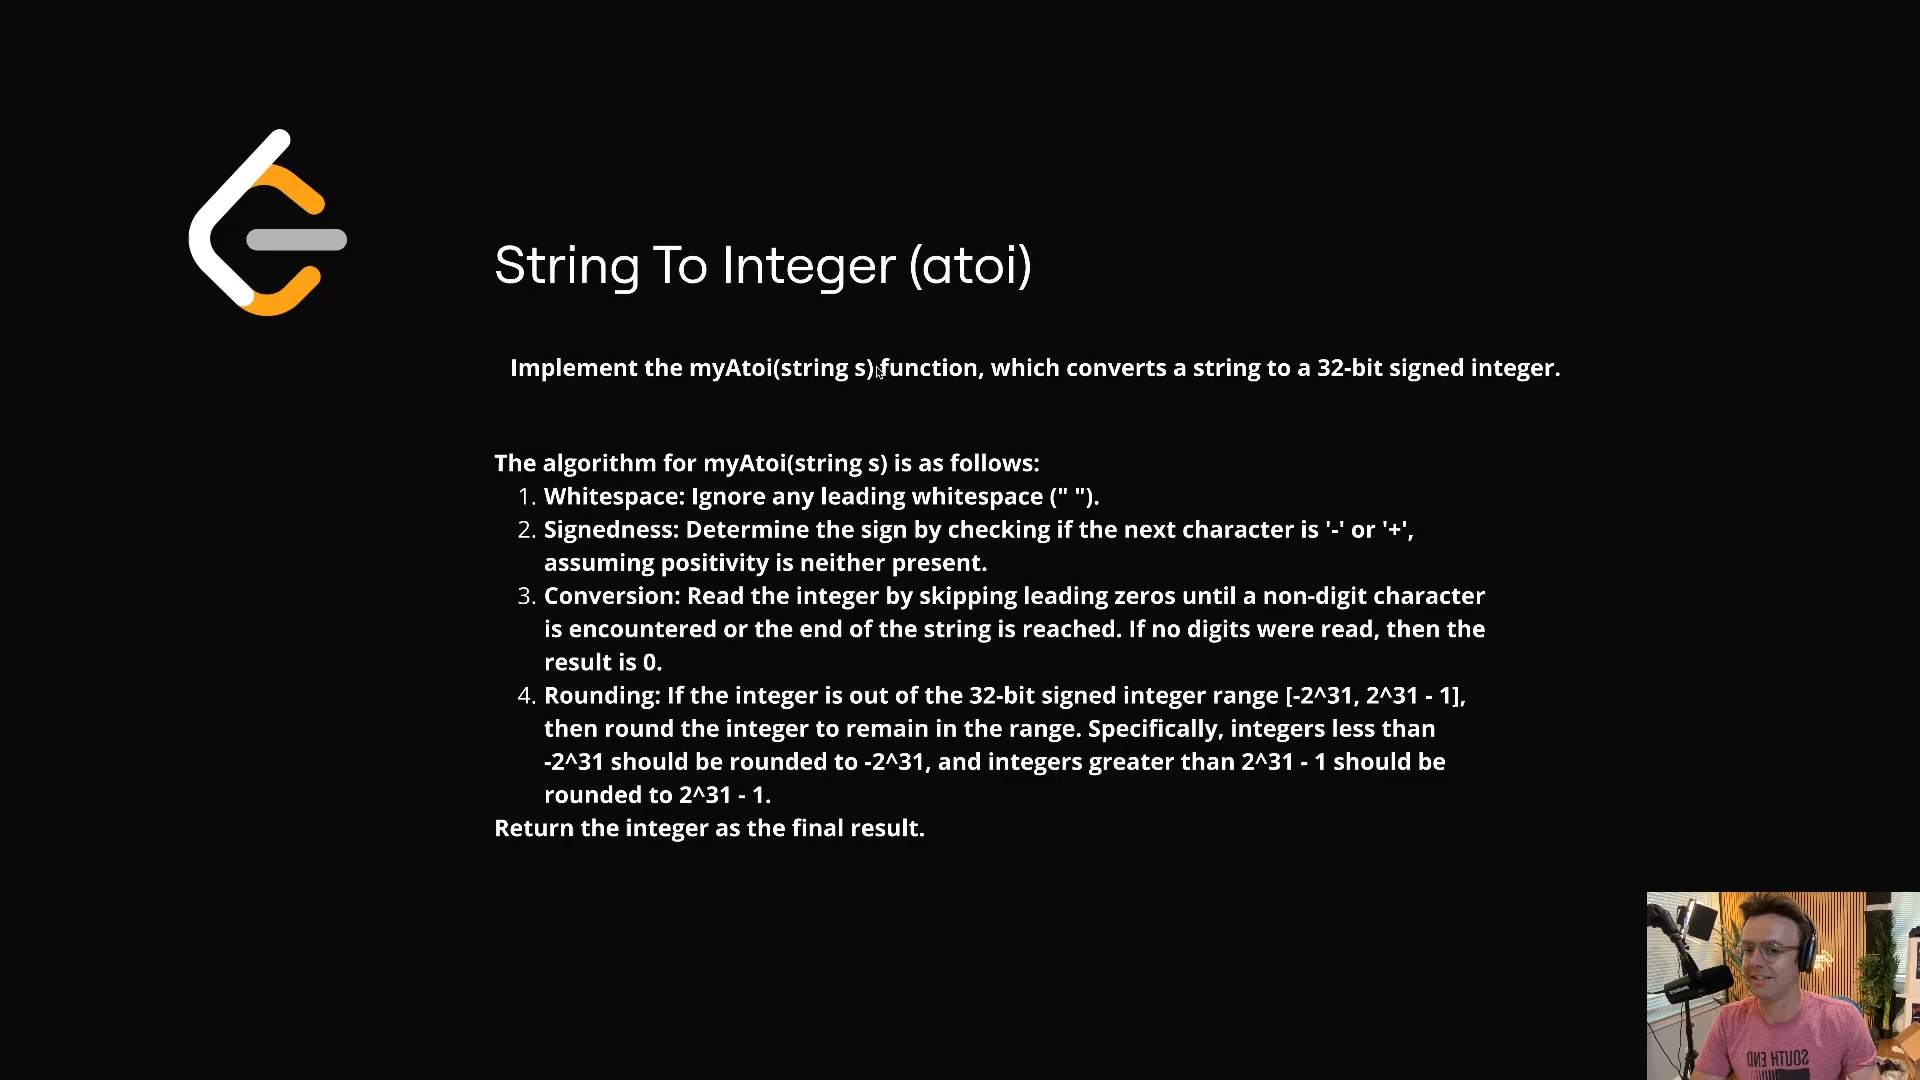 String To Integer (atoi)
Implement the myAtoi(string s) function, which converts a string to a 32-bit signed integer.
The algorithm for myAtoi(string s) is as follows:
1. Whitespace: Ignore any leading whitespace (" ").
2. Signedness: Determine the sign by checking if the next character is '-' or '+',
assuming positivity is neither present.
3. Conversion: Read the integer by skipping leading zeros until a non-digit character
is encountered or the end of the string is reached. If no digits were read, then the
result is 0.
4. Rounding: If the integer is out of the 32-bit signed integer range [-2^31, 2^31 - 1],
then round the integer to remain in the range. Specifically, integers less than
-2^31 should be rounded to -2^31, and integers greater than 2^31 - 1 should be
rounded to 2^31 - 1.
Return the integer as the final result.
SOUTH END